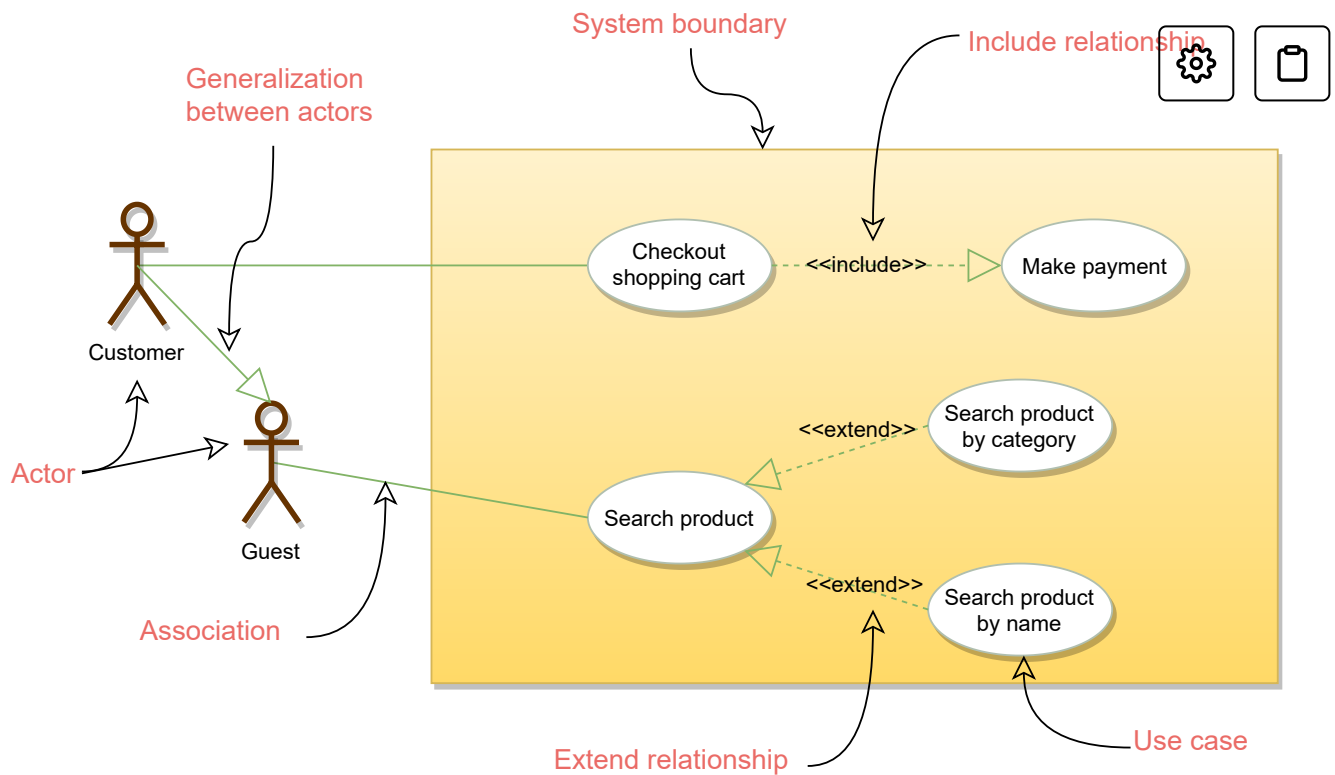 System boundary
Include relationship
Generalization
between actors
Checkout
shopping cart
<<include>>
Make payment
Customer
Search product
by category
<<extend>>
Actor
Search product
Guest
<<extend>>
Search product
by name
Association
Use case
Extend relationship